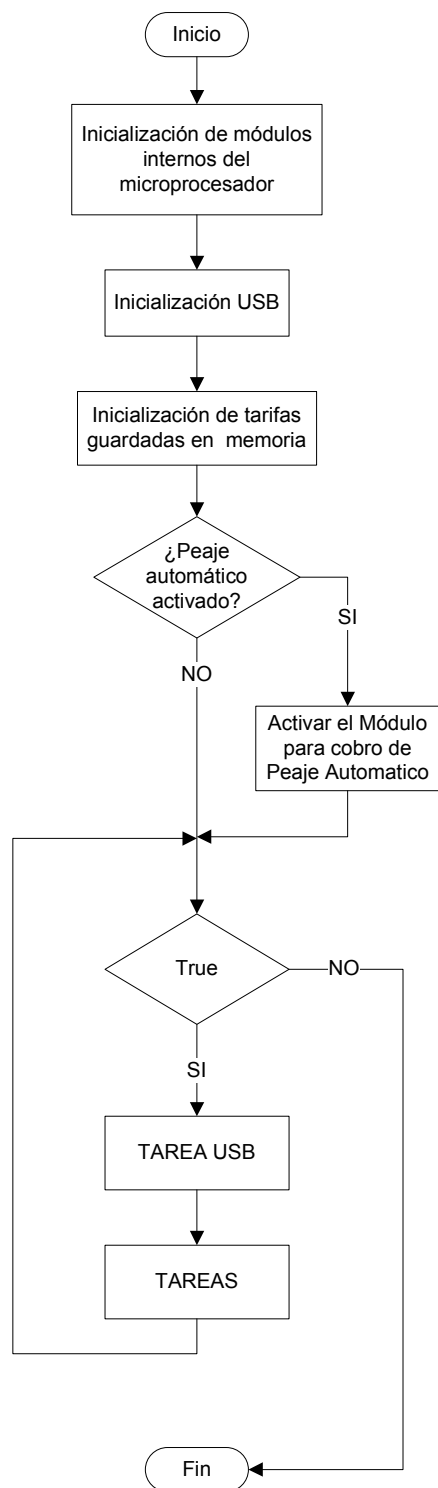 Inicio
Inicialización de módulos
internos del
microprocesador
Inicialización USB
Inicialización de tarifas
guardadas en memoria
¿Peaje
automático
activado?
SI
NO
Activar el Módulo
para cobro de
Peaje Automatico
True
NO
SI
TAREA USB
TAREAS
Fin